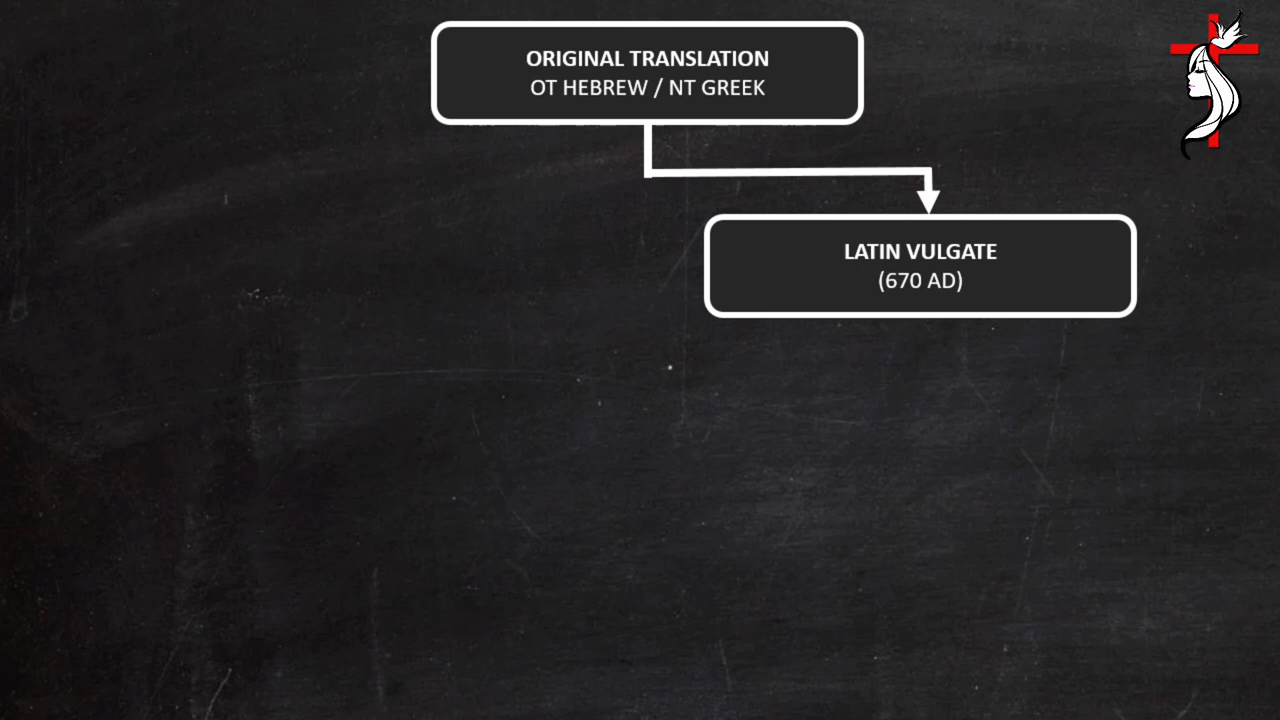 ORIGINAL TRANSLATION
OT HEBREW / NT GREEK
LATIN VULGATE
(670 AD)